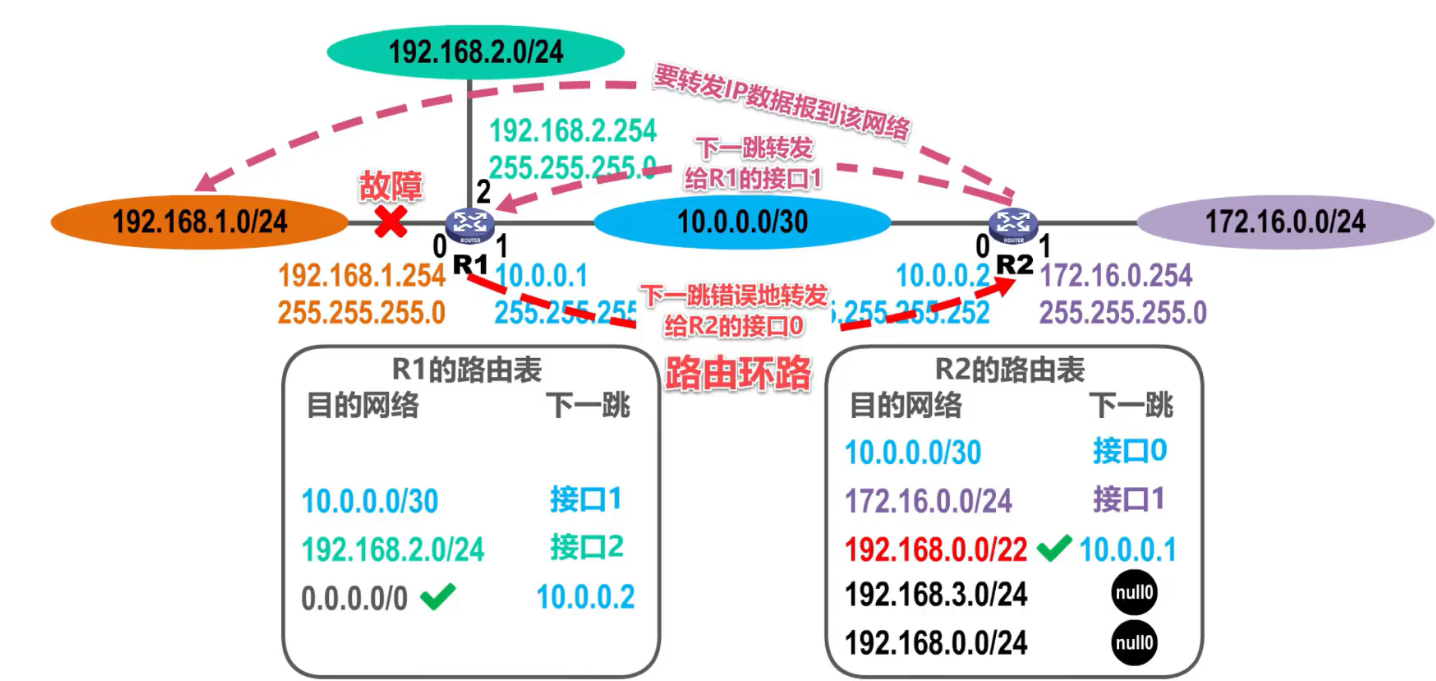 192.168.2.0/24
要转发IP数据报到该网络
192.168.2.254
255.255.255.0
下一跳转发
给R1的接口1
故障
2
192.168.1.0/24
10.0.0.0/30
172.16.0.0/24
0
ROUTER
1
R1
0
ROUTER
1
R2
192.168.1.254
255.255.255.0
10.0.0.1
255.255.255
下一跳错误地转发
给R2的接口0
10.0.0.2
.255.255.252
172.16.0.254
255.255.255.0
路由环路
R1的路由表
目的网络 下一跳
10.0.0.0/30 接口1
192.168.2.0/24 接口2
0.0.0.0/0 10.0.0.2
R2的路由表
目的网络 下一跳
10.0.0.0/30 接口0
172.16.0.0/24 接口1
192.168.0.0/22 10.0.0.1
192.168.3.0/24 null0
192.168.0.0/24 null0